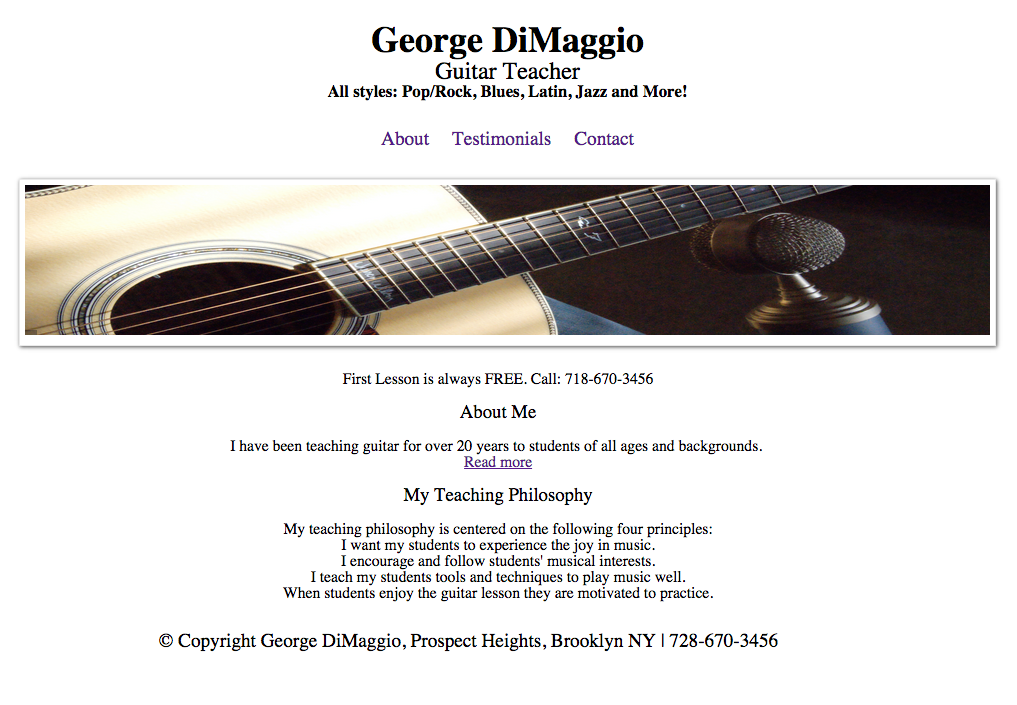 George DiMaggio
Guitar Teacher
All styles: Pop/Rock, Blues, Latin, Jazz and More!
About Testimonials Contact
First Lesson is always FREE. Call: 718-670-3456
About Me
I have been teaching guitar for over 20 years to students of all ages and backgrounds.
Read more
My Teaching Philosophy
My teaching philosophy is centered on the following four principles:
I want my students to experience the joy in music.
I encourage and follow students' musical interests.
I teach my students tools and techniques to play music well.
When students enjoy the guitar lesson they are motivated to practice.
© Copyright George DiMaggio, Prospect Heights, Brooklyn NY | 728-670-3456